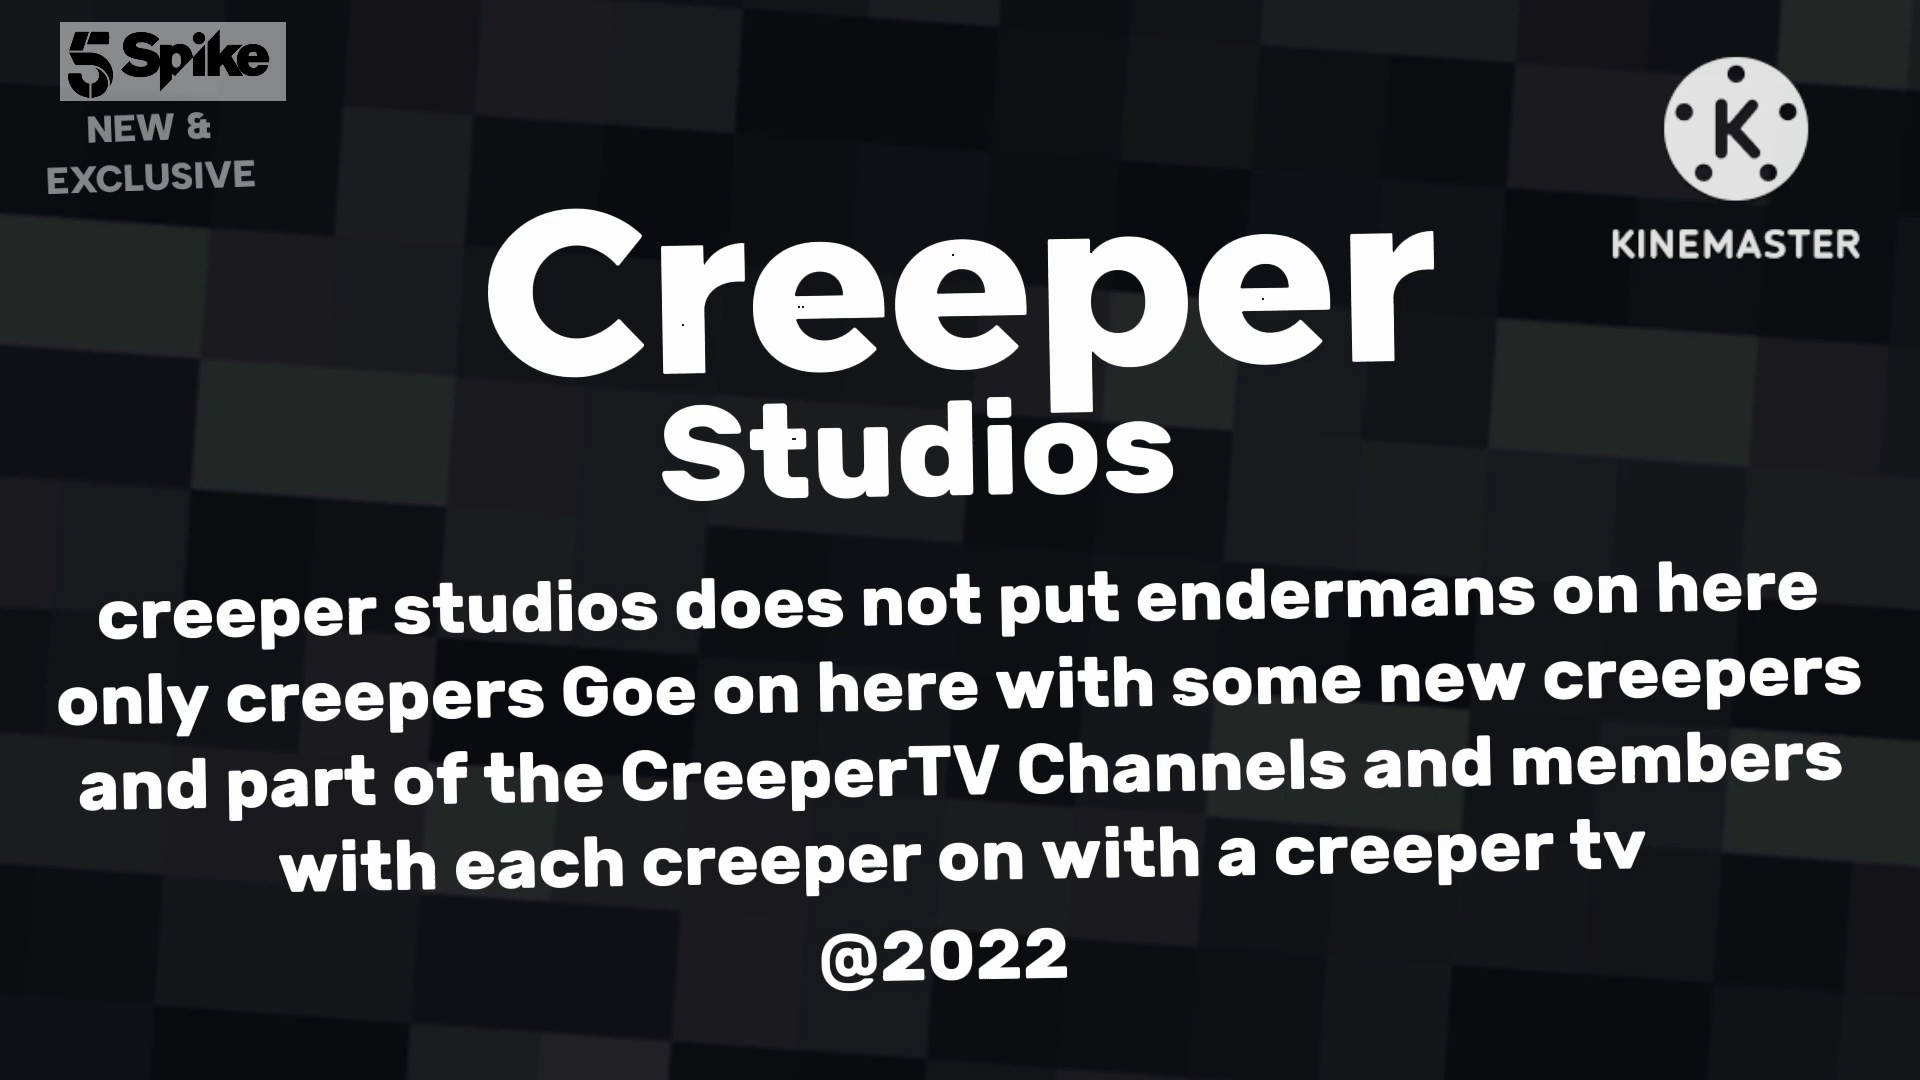 5 Spike
NEW &
EXCLUSIVE
K
KINEMASTER
Creeper
Studios
creeper studios does not put endermans on here
only creepers Goe on here with some new creepers
and part of the CreeperTV Channels and members
with each creeper on with a creeper tv
@2022